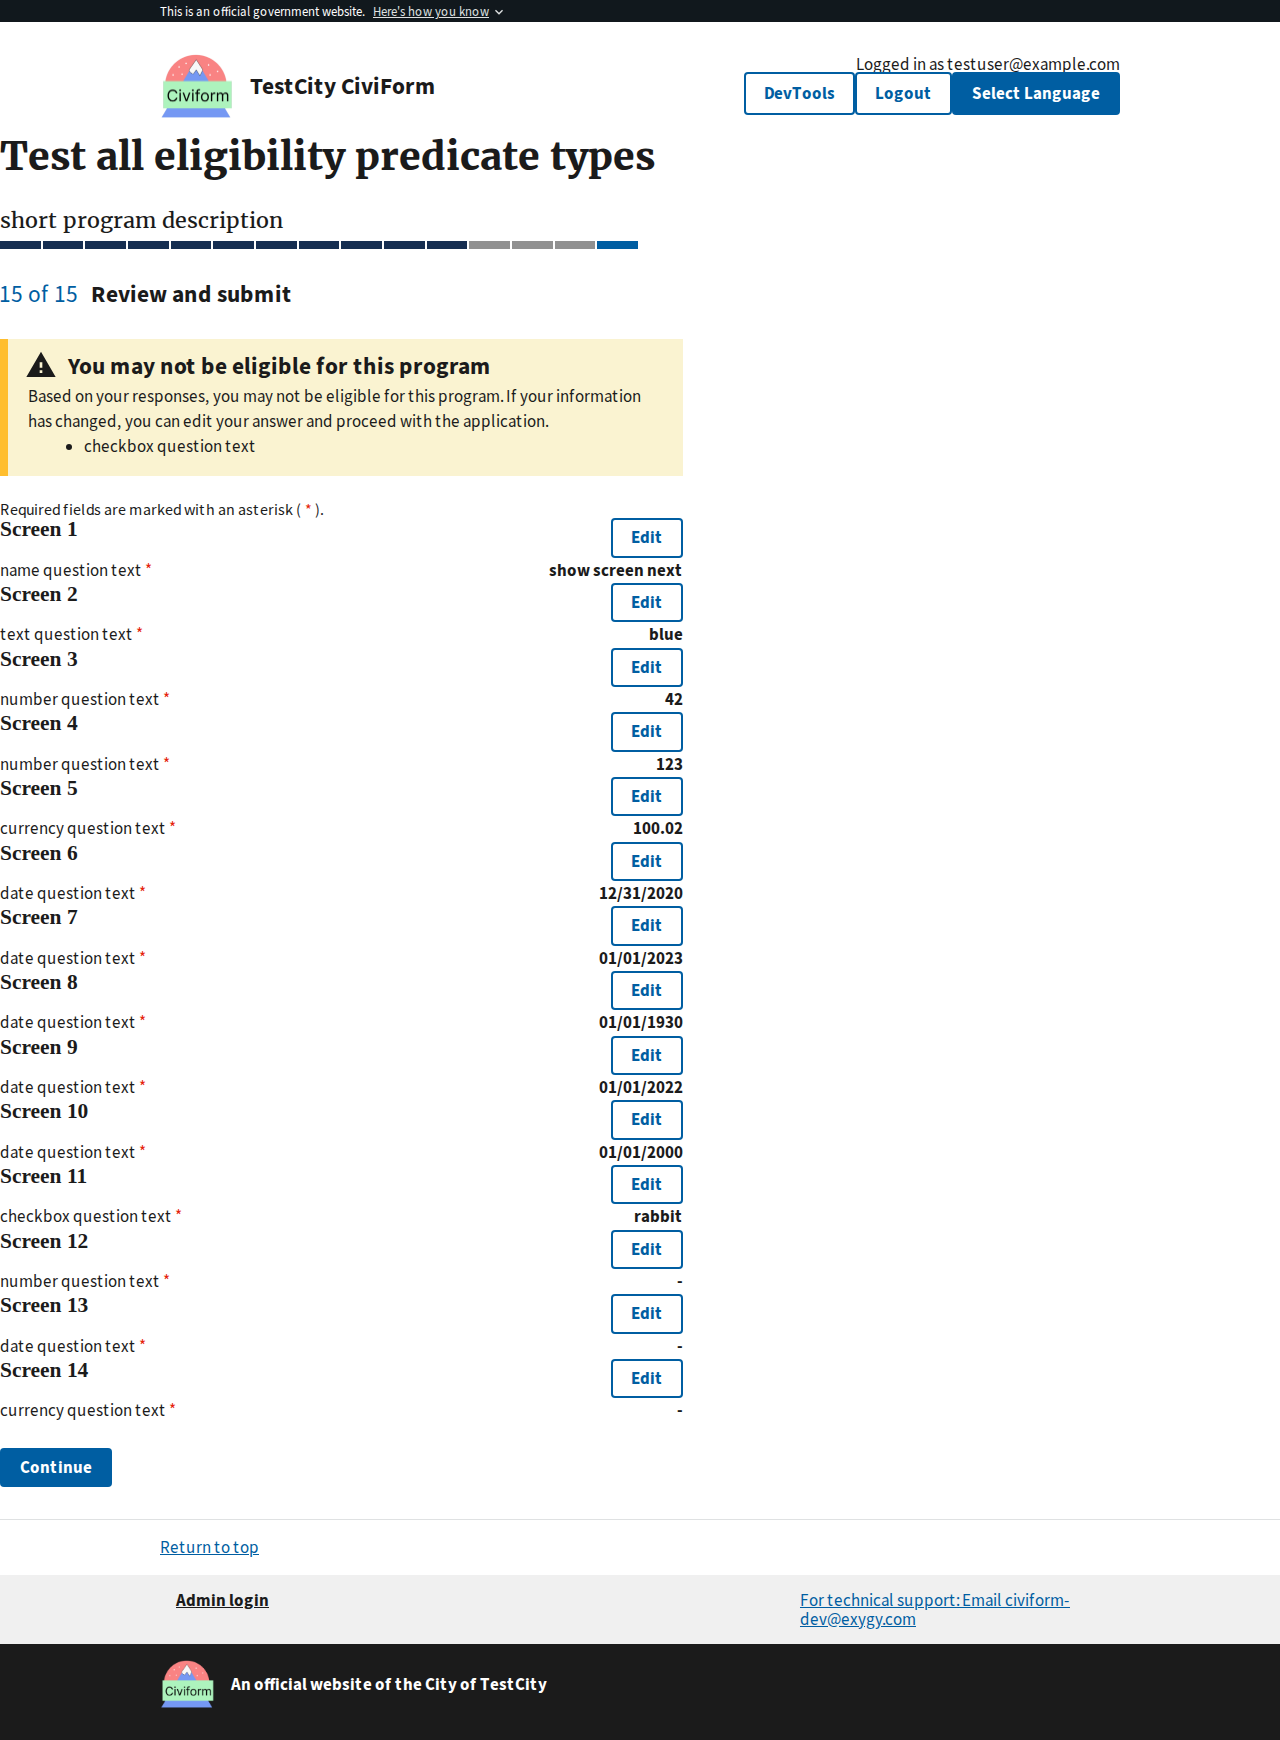 This is an official government website. Here's how you know
Civiform
TestCity CiviForm
Logged in as testuser@example.com
DevTools Logout Select Language
Test all eligibility predicate types
short program description
15 of 15 Review and submit
You may not be eligible for this program
Based on your responses, you may not be eligible for this program. If your information
has changed, you can edit your answer and proceed with the application.
checkbox question text
Required fields are marked with an asterisk ( * ).
Screen 1 Edit
name question text * show screen next
Screen 2 Edit
text question text * blue
Screen 3 Edit
number question text * 42
Screen 4 Edit
number question text * 123
Screen 5 Edit
currency question text * 100.02
Screen 6 Edit
date question text * 12/31/2020
Screen 7 Edit
date question text * 01/01/2023
Screen 8 Edit
date question text * 01/01/1930
Screen 9 Edit
date question text * 01/01/2022
Screen 10 Edit
date question text * 01/01/2000
Screen 11 Edit
checkbox question text * rabbit
Screen 12 Edit
number question text * -
Screen 13 Edit
date question text * -
Screen 14 Edit
currency question text * -
Continue
Return to top
Admin login For technical support: Email civiform-
dev@exygy.com
Civiform An official website of the City of TestCity